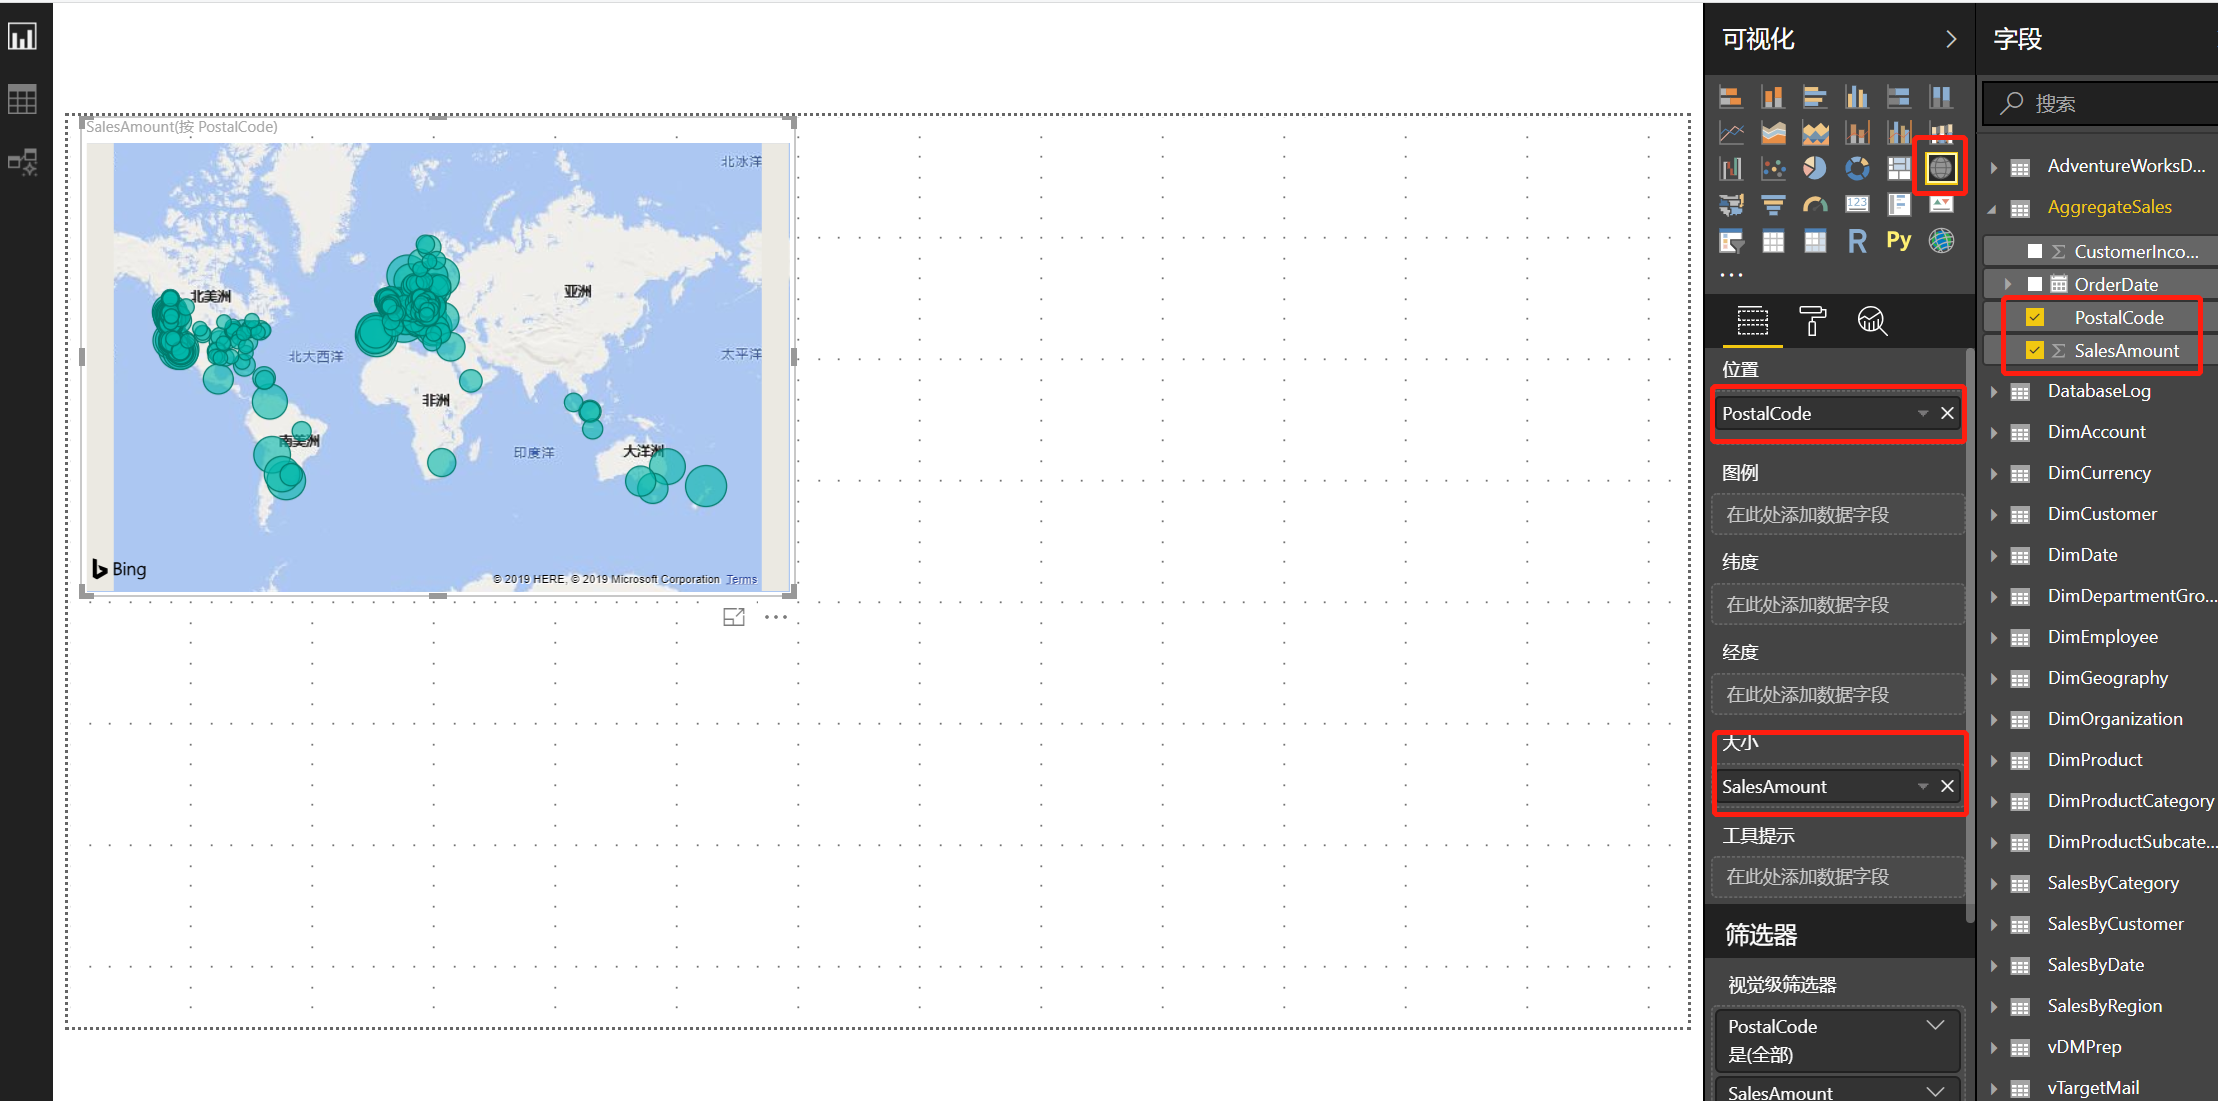 SalesAmount(按 PostalCode)
北冰洋
北美洲
亚洲
北大西洋
太平洋
非洲
南美洲
印度洋
大洋洲
Bing
© 2019 HERE, © 2019 Microsoft Corporation Terms
可视化
123
R
Py
位置
PostalCode
图例
在此处添加数据字段
纬度
在此处添加数据字段
经度
在此处添加数据字段
大小
SalesAmount
工具提示
在此处添加数据字段
筛选器
视觉级筛选器
PostalCode
是(全部)
SalesAmount
字段
搜索
AdventureWorksD...
AggregateSales
CustomerInco...
OrderDate
PostalCode
SalesAmount
DatabaseLog
DimAccount
DimCurrency
DimCustomer
DimDate
DimDepartmentGro...
DimEmployee
DimGeography
DimOrganization
DimProduct
DimProductCategory
DimProductSubcate...
SalesByCategory
SalesByCustomer
SalesByDate
SalesByRegion
vDMPrep
vTargetMail